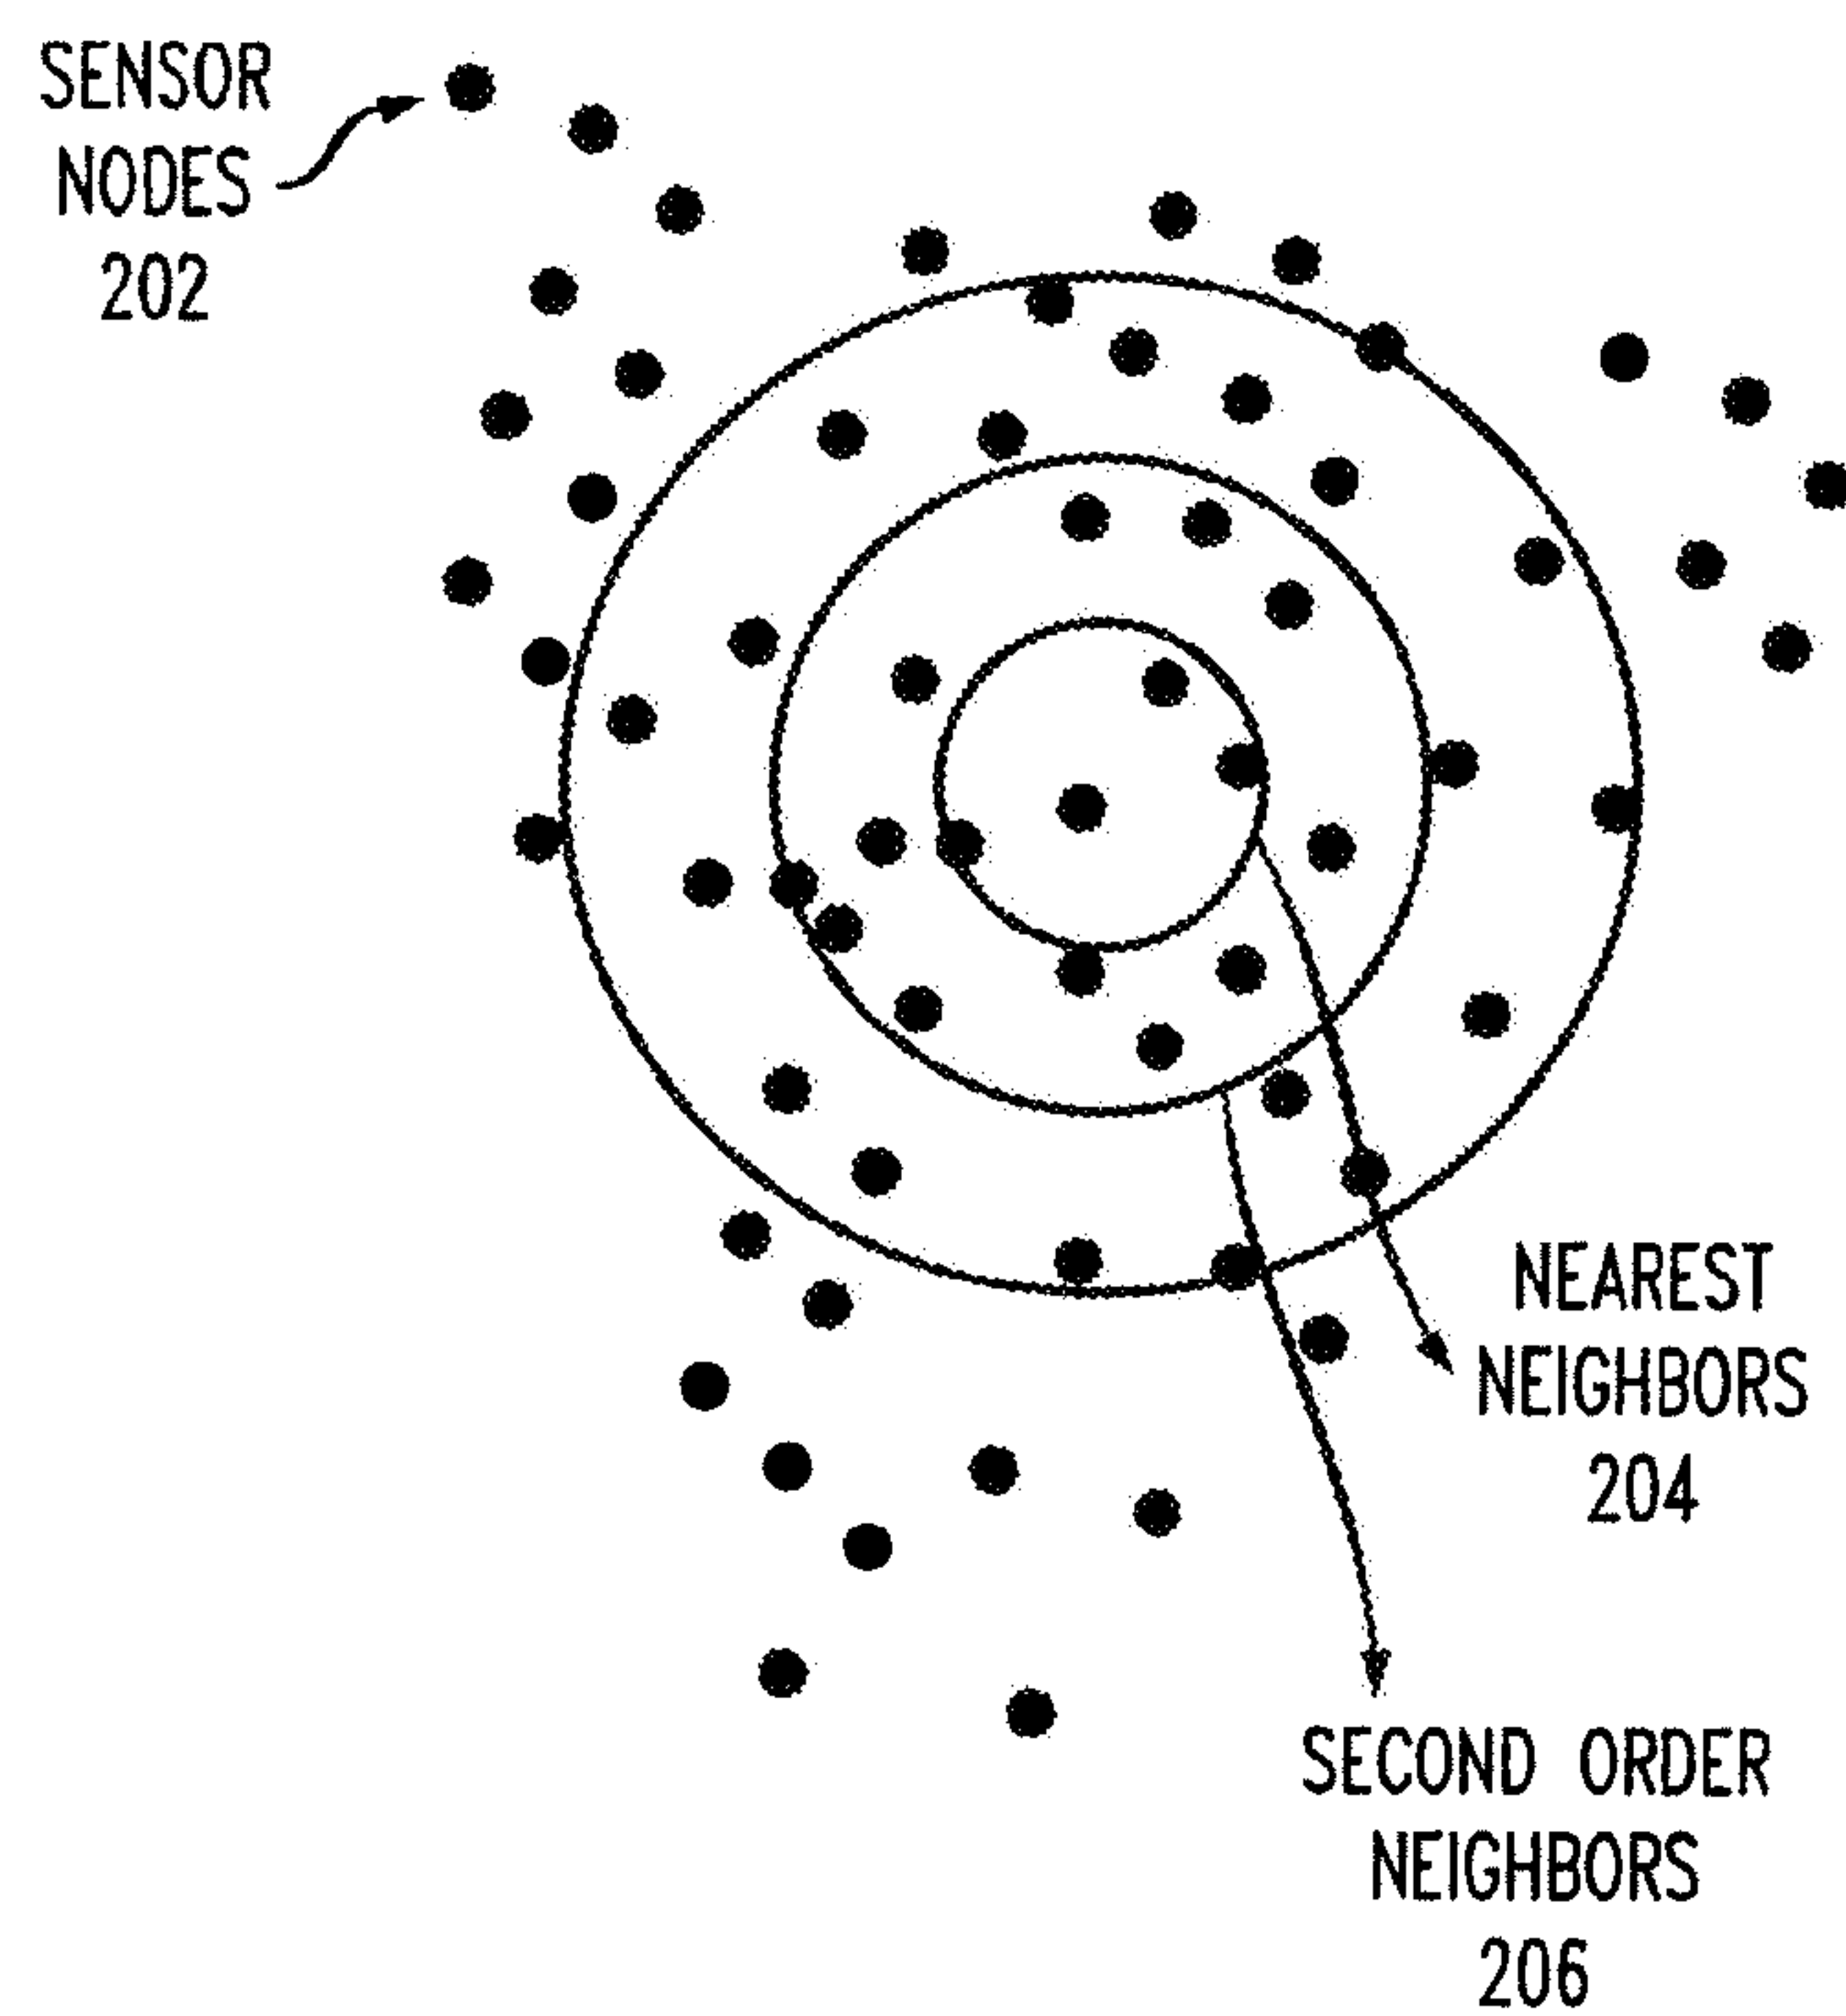 SENSOR
NODES
202
NEAREST
NEIGHBORS
204
SECOND ORDER
NEIGHBORS
206